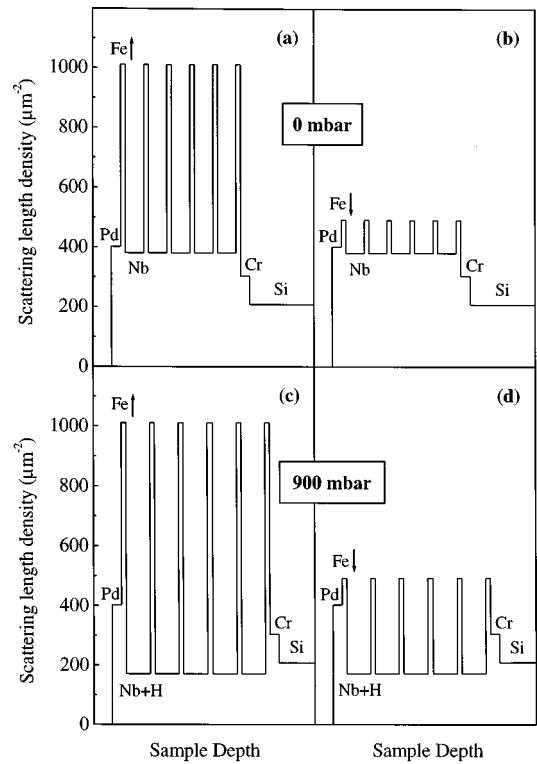 (a)
(b)
Fe↑
1000
800
0 mbar
600
Fe↓
400
Pd
Pd
Nb
Nb
Cr
Cr
Si
Si
200
0
Scattering length density (μm⁻²)
(c)
(d)
Fe↑
1000
800
900 mbar
600
Fe↓
400
Pd
Pd
Cr
Cr
Si
Si
200
Nb+H
Nb+H
0
Scattering length density (μm⁻²)
Sample Depth
Sample Depth